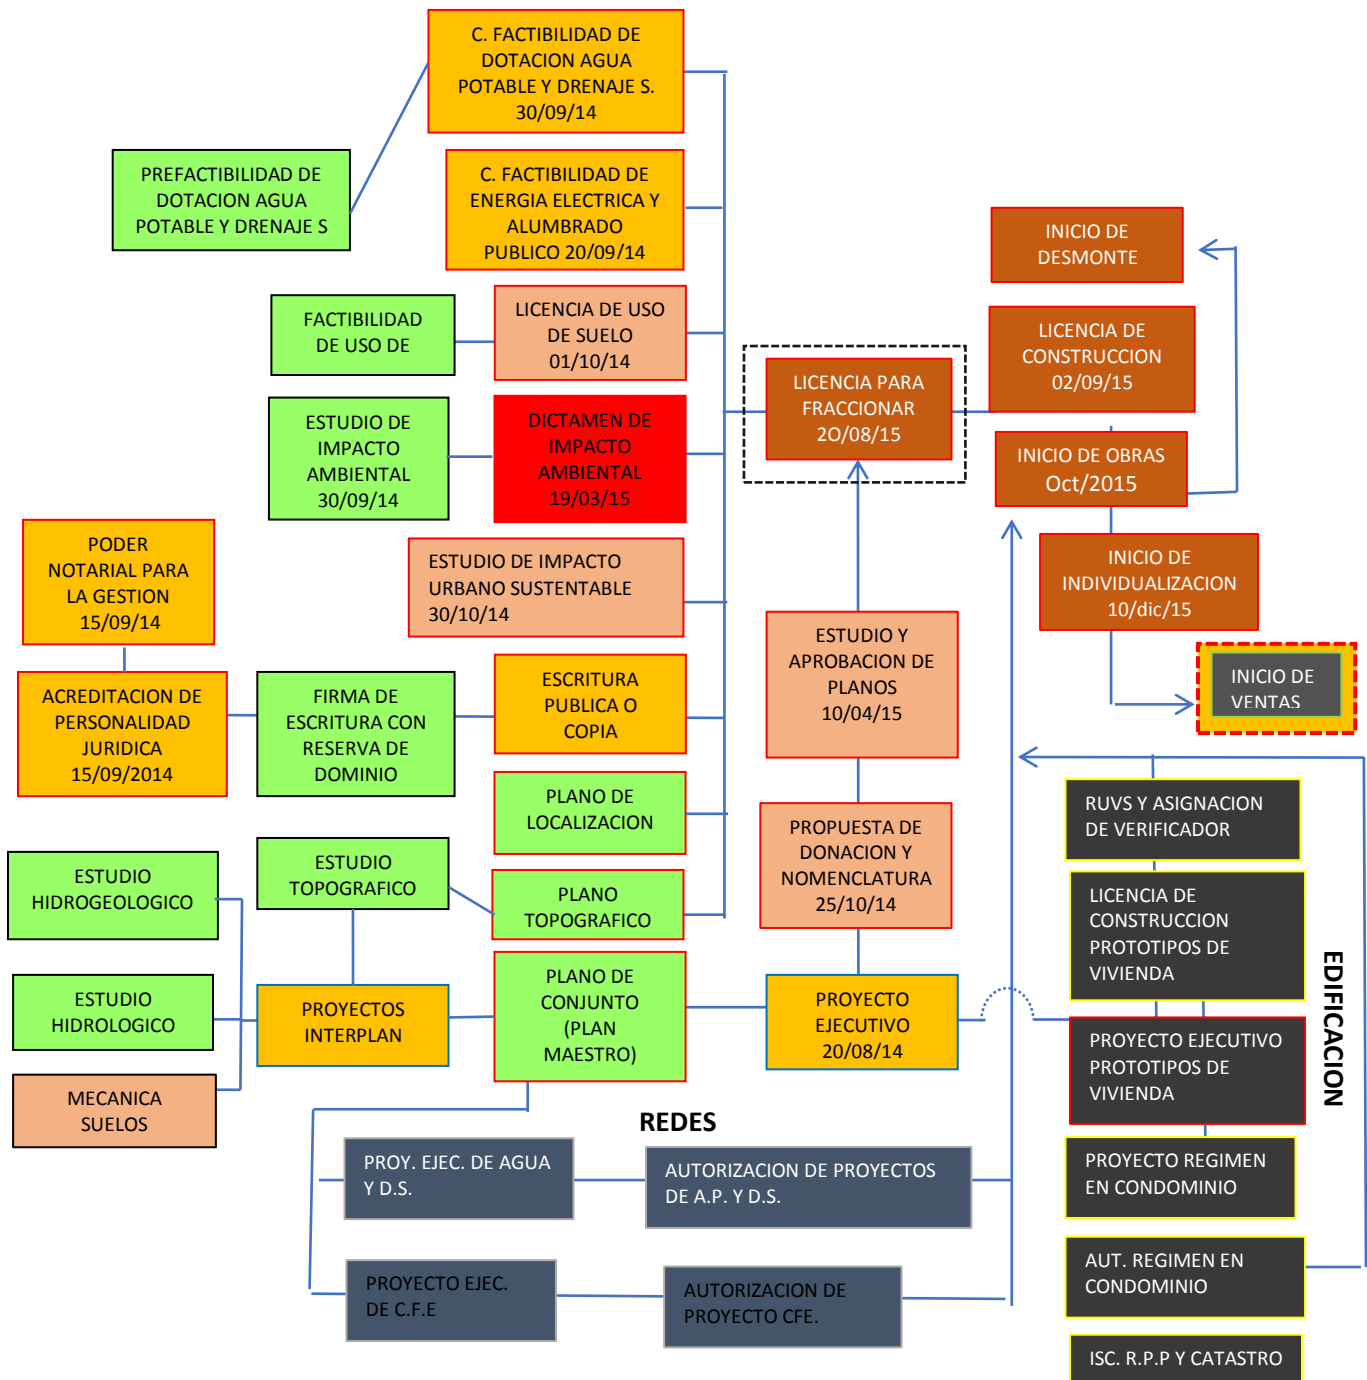 C. FACTIBILIDAD DE
DOTACION AGUA
POTABLE Y DRENAJE S.
30/09/14
PREFACTIBILIDAD DE
DOTACION AGUA
POTABLE Y DRENAJE S
C. FACTIBILIDAD DE
ENERGIA ELECTRICA Y
ALUMBRADO
PUBLICO 20/09/14
INICIO DE
DESMONTE
FACTIBILIDAD
DE USO DE
LICENCIA DE USO
DE SUELO
01/10/14
LICENCIA DE
CONSTRUCCION
02/09/15
LICENCIA PARA
FRACCIONAR
2O/08/15
ESTUDIO DE
IMPACTO
AMBIENTAL
30/09/14
DICTAMEN DE
IMPACTO
AMBIENTAL
19/03/15
INICIO DE OBRAS
Oct/2015
PODER
NOTARIAL PARA
LA GESTION
15/09/14
ESTUDIO DE IMPACTO
URBANO SUSTENTABLE
30/10/14
INICIO DE
INDIVIDUALIZACION
10/dic/15
ESTUDIO Y
APROBACION DE
PLANOS
10/04/15
ACREDITACION DE
PERSONALIDAD
JURIDICA
15/09/2014
FIRMA DE
ESCRITURA CON
RESERVA DE
DOMINIO
ESCRITURA
PUBLICA O
COPIA
INICIO DE
VENTAS
PLANO DE
LOCALIZACION
PROPUESTA DE
DONACION Y
NOMENCLATURA
25/10/14
RUVS Y ASIGNACION
DE VERIFICADOR
ESTUDIO
HIDROGEOLOGICO
ESTUDIO
TOPOGRAFICO
PLANO
TOPOGRAFICO
LICENCIA DE
CONSTRUCCION
PROTOTIPOS DE
VIVIENDA
EDIFICACION
ESTUDIO
HIDROLOGICO
PROYECTOS
INTERPLAN
PLANO DE
CONJUNTO
(PLAN
MAESTRO)
PROYECTO
EJECUTIVO
20/08/14
PROYECTO EJECUTIVO
PROTOTIPOS DE
VIVIENDA
MECANICA
SUELOS
REDES
PROY. EJEC. DE AGUA
Y D.S.
AUTORIZACION DE PROYECTOS
DE A.P. Y D.S.
PROYECTO REGIMEN
EN CONDOMINIO
PROYECTO EJEC.
DE C.F.E
AUTORIZACION DE
PROYECTO CFE.
AUT. REGIMEN EN
CONDOMINIO
ISC. R.P.P Y CATASTRO